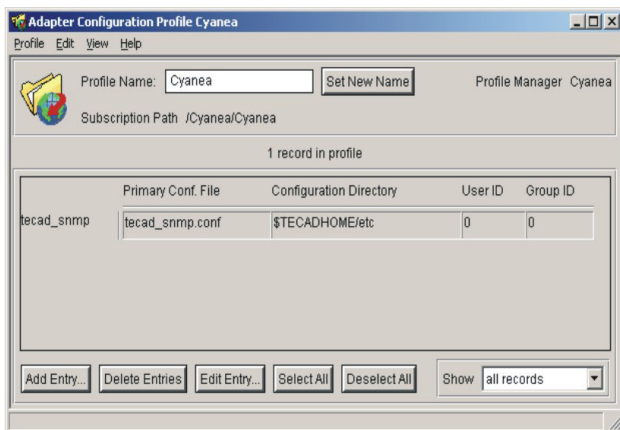 Adapter Configuration Profile Cyanea
Profile Edit View Help
Profile Name: Cyanea Set New Name Profile Manager Cyanea
Subscription Path /Cyanea/Cyanea
1 record in profile
Primary Conf. File Configuration Directory User ID Group ID
tecad_snmp tecad_snmp.conf $TECADHOME/etc 0 0
Add Entry... Delete Entries Edit Entry... Select All Deselect All Show all records